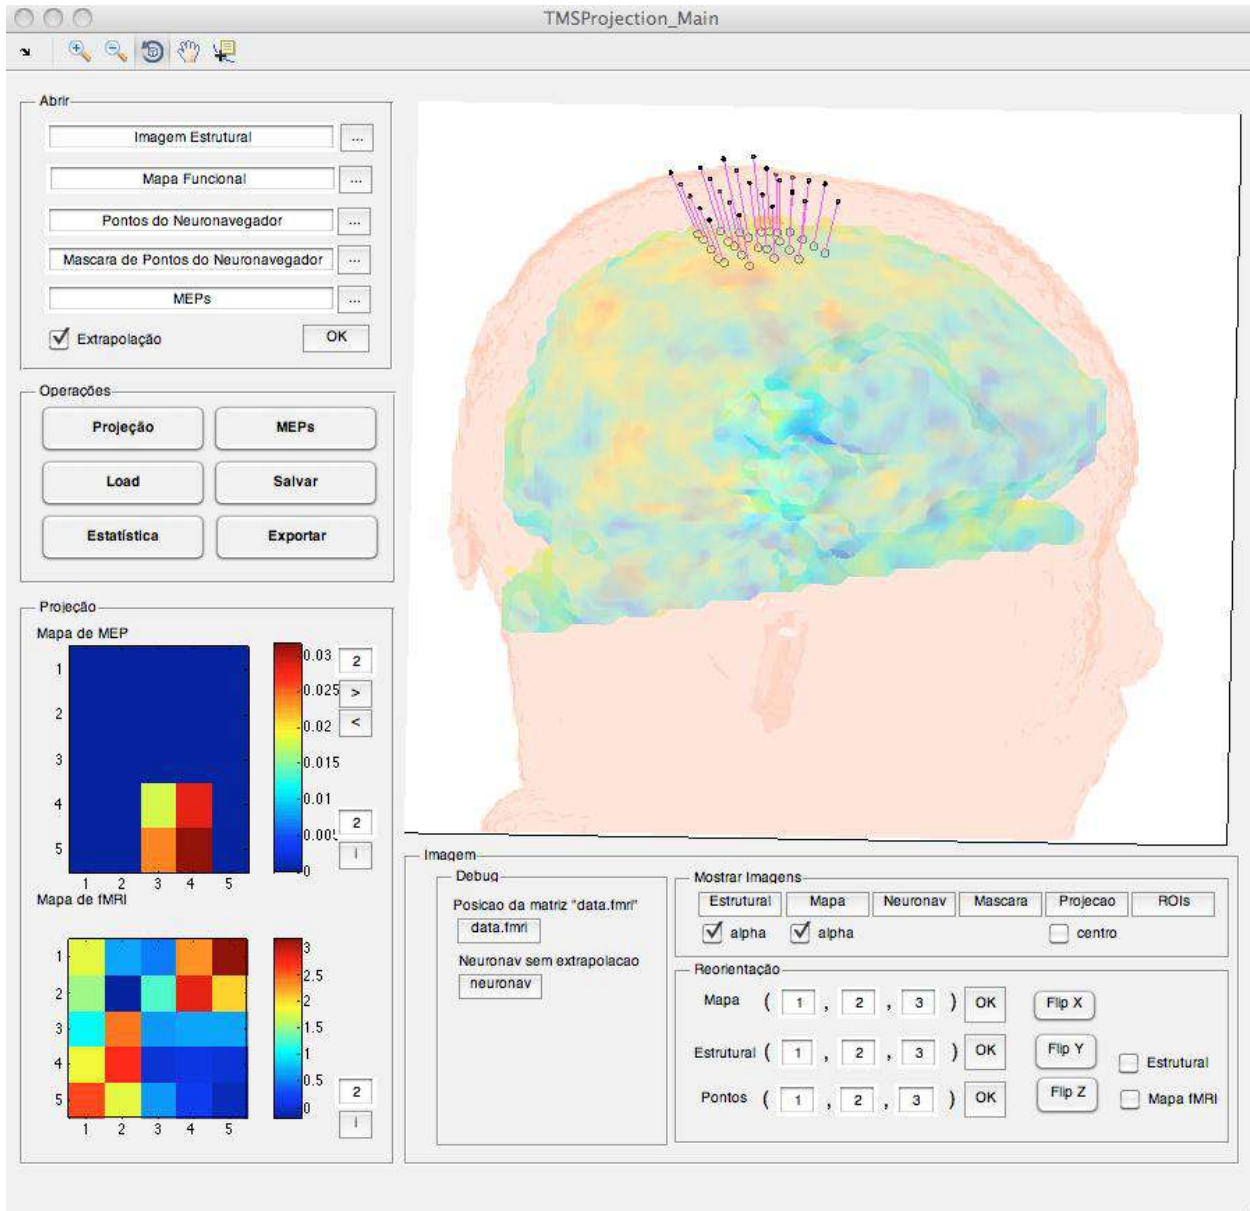 TMSProjection_Main
Abrir
Imagem Estrutural ...
Mapa Funcional ...
Pontos do Neuronavegador ...
Mascara de Pontos do Neuronavegador ...
MEPs ...
Extrapolação OK
Operações
Projeção MEPs
Load Salvar
Estatística Exportar
Projeção
Mapa de MEP
1
2
3
4
5
1 2 3 4 5
0.03
0.025
0.02
0.015
0.01
0.005
0
2
>
<
2
I
Mapa de fMRI
1
2
3
4
5
1 2 3 4 5
3
2.5
2
1.5
1
0.5
0
2
I
Imagem
Debug
Posicao da matriz "data.fmri"
data.fmri
Neuronav sem extrapolacao
neuronav
Mostrar Imagens
Estrutural Mapa Neuronav Mascara Projecao ROIs
alpha alpha centro
Reorientação
Mapa ( 1 , 2 , 3 ) OK Flip X
Estrutural ( 1 , 2 , 3 ) OK Flip Y
Estrutural
Pontos ( 1 , 2 , 3 ) OK Flip Z
Mapa fMRI